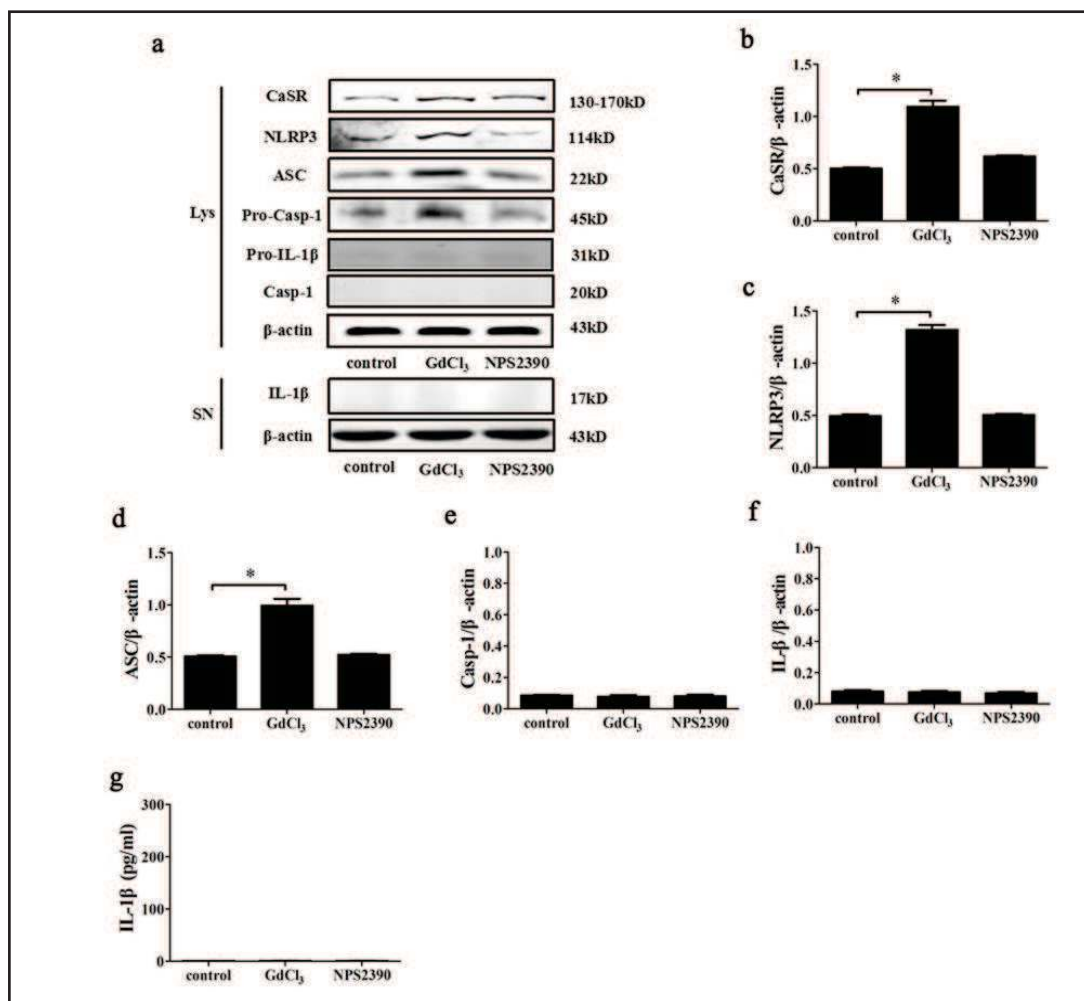 a
CaSR
130-170kD
NLRP3
114kD
ASC
22kD
Lys
Pro-Casp-1
45kD
Pro-IL-1β
31kD
Casp-1
20kD
β-actin
43kD
control GdCl₃ NPS2390
IL-1β
17kD
SN
β-actin
43kD
control GdCl₃ NPS2390
b
CaSR/β -actin
1.5
1.0
0.5
0.0
*
control GdCl₃ NPS2390
c
NLRP3/β -actin
1.5
1.0
0.5
0.0
*
control GdCl₃ NPS2390
d
ASC/β -actin
1.5
1.0
0.5
0.0
*
control GdCl₃ NPS2390
e
Casp-1/β -actin
1.0
0.8
0.6
0.4
0.2
0.0
control GdCl₃ NPS2390
f
IL-β /β -actin
1.0
0.8
0.6
0.4
0.2
0.0
control GdCl₃ NPS2390
g
IL-1β (pg/ml)
300
200
100
0
control GdCl₃ NPS2390